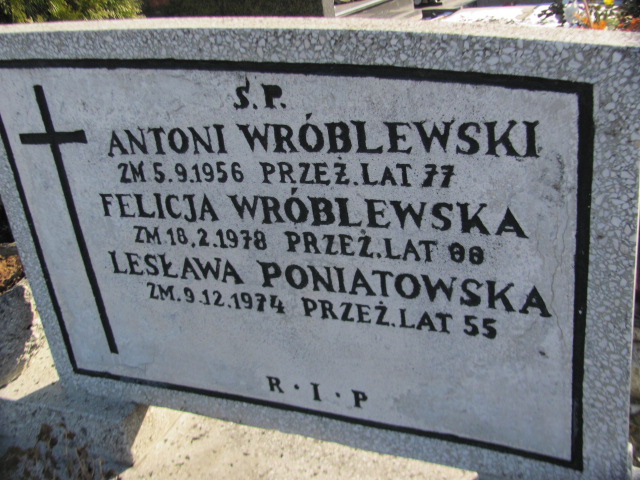 Ś.P.
ANTONI WRÓBLEWSKI
ZM 5.9.1956 PRZEŻ.LAT 77
FELICJA WRÓBLEWSKA
ZM 18.2.1978 PRZEŻ.LAT 88
LESŁAWA PONIATOWSKA
ZM.9.12.1974 PRZEŻ.LAT 55
R·I·P